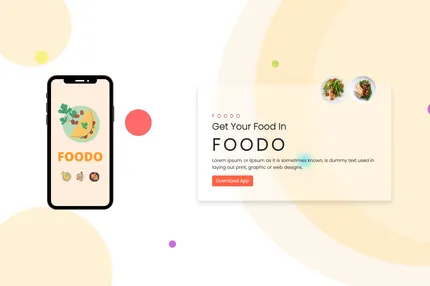 FOODO
FOODO
Get Your Food In
FOODO
Lorem ipsum, or lipsum as it is sometimes known, is dummy text used in
laying out print, graphic or web designs.
Download App